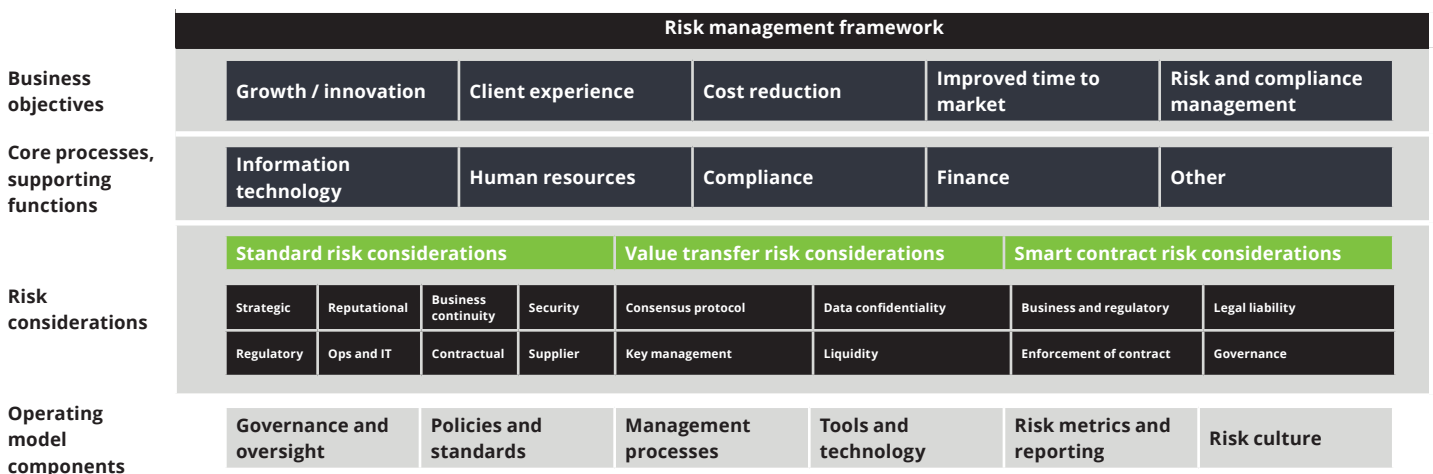 Risk management framework
Business
objectives
Growth / innovation
Client experience
Cost reduction
Improved time to
market
Risk and compliance
management
Core processes,
supporting
functions
Information
technology
Human resources
Compliance
Finance
Other
Risk
considerations
Standard risk considerations
Value transfer risk considerations
Smart contract risk considerations
Strategic
Reputational
Business
continuity
Security
Consensus protocol
Data confidentiality
Business and regulatory
Legal liability
Regulatory
Ops and IT
Contractual
Supplier
Key management
Liquidity
Enforcement of contract
Governance
Operating
model
components
Governance and
oversight
Policies and
standards
Management
processes
Tools and
technology
Risk metrics and
reporting
Risk culture